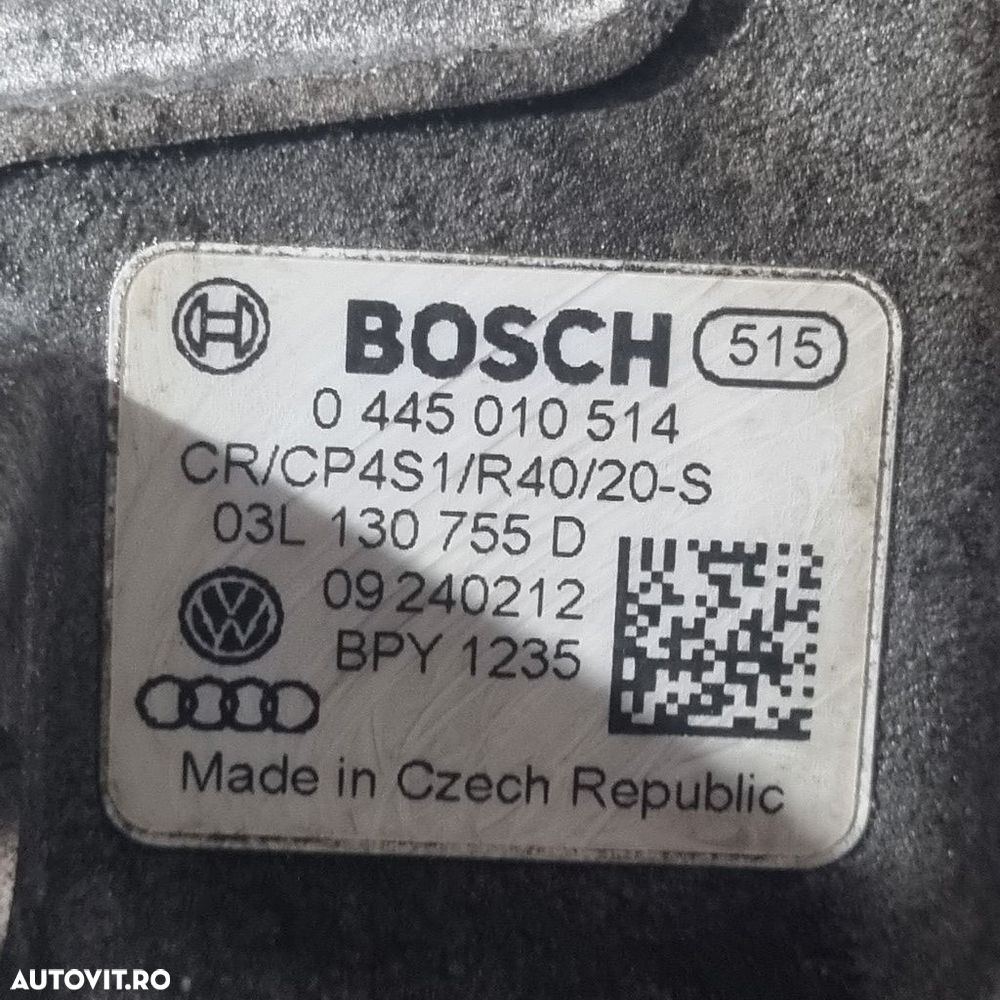 BOSCH 515
0 445 010 514
CR/CP4S1/R40/20-S
03L 130 755 D
09 240212
BPY 1235
Made in Czech Republic
AUTOVIT.RO